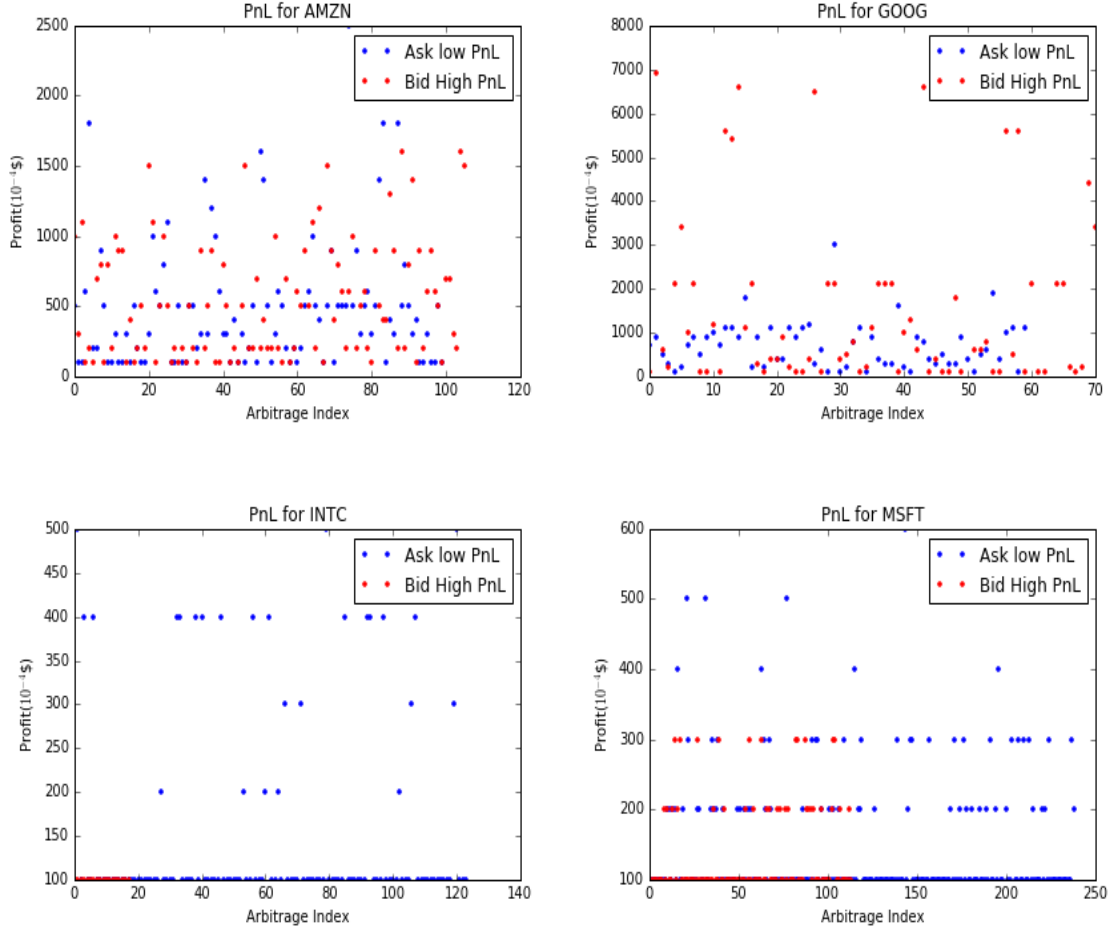 PnL for AMZN
2500
2000
1500
1000
500
0
0 20 40 60 80 100 120
Profit(10⁻⁴$)
Arbitrage Index
Ask low PnL
Bid High PnL
PnL for GOOG
8000
7000
6000
5000
4000
3000
2000
1000
0
0 10 20 30 40 50 60 70
Profit(10⁻⁴$)
Arbitrage Index
Ask low PnL
Bid High PnL
PnL for INTC
500
450
400
350
300
250
200
150
100
0 20 40 60 80 100 120 140
Profit(10⁻⁴$)
Arbitrage Index
Ask low PnL
Bid High PnL
PnL for MSFT
600
500
400
300
200
100
0 50 100 150 200 250
Profit(10⁻⁴$)
Arbitrage Index
Ask low PnL
Bid High PnL